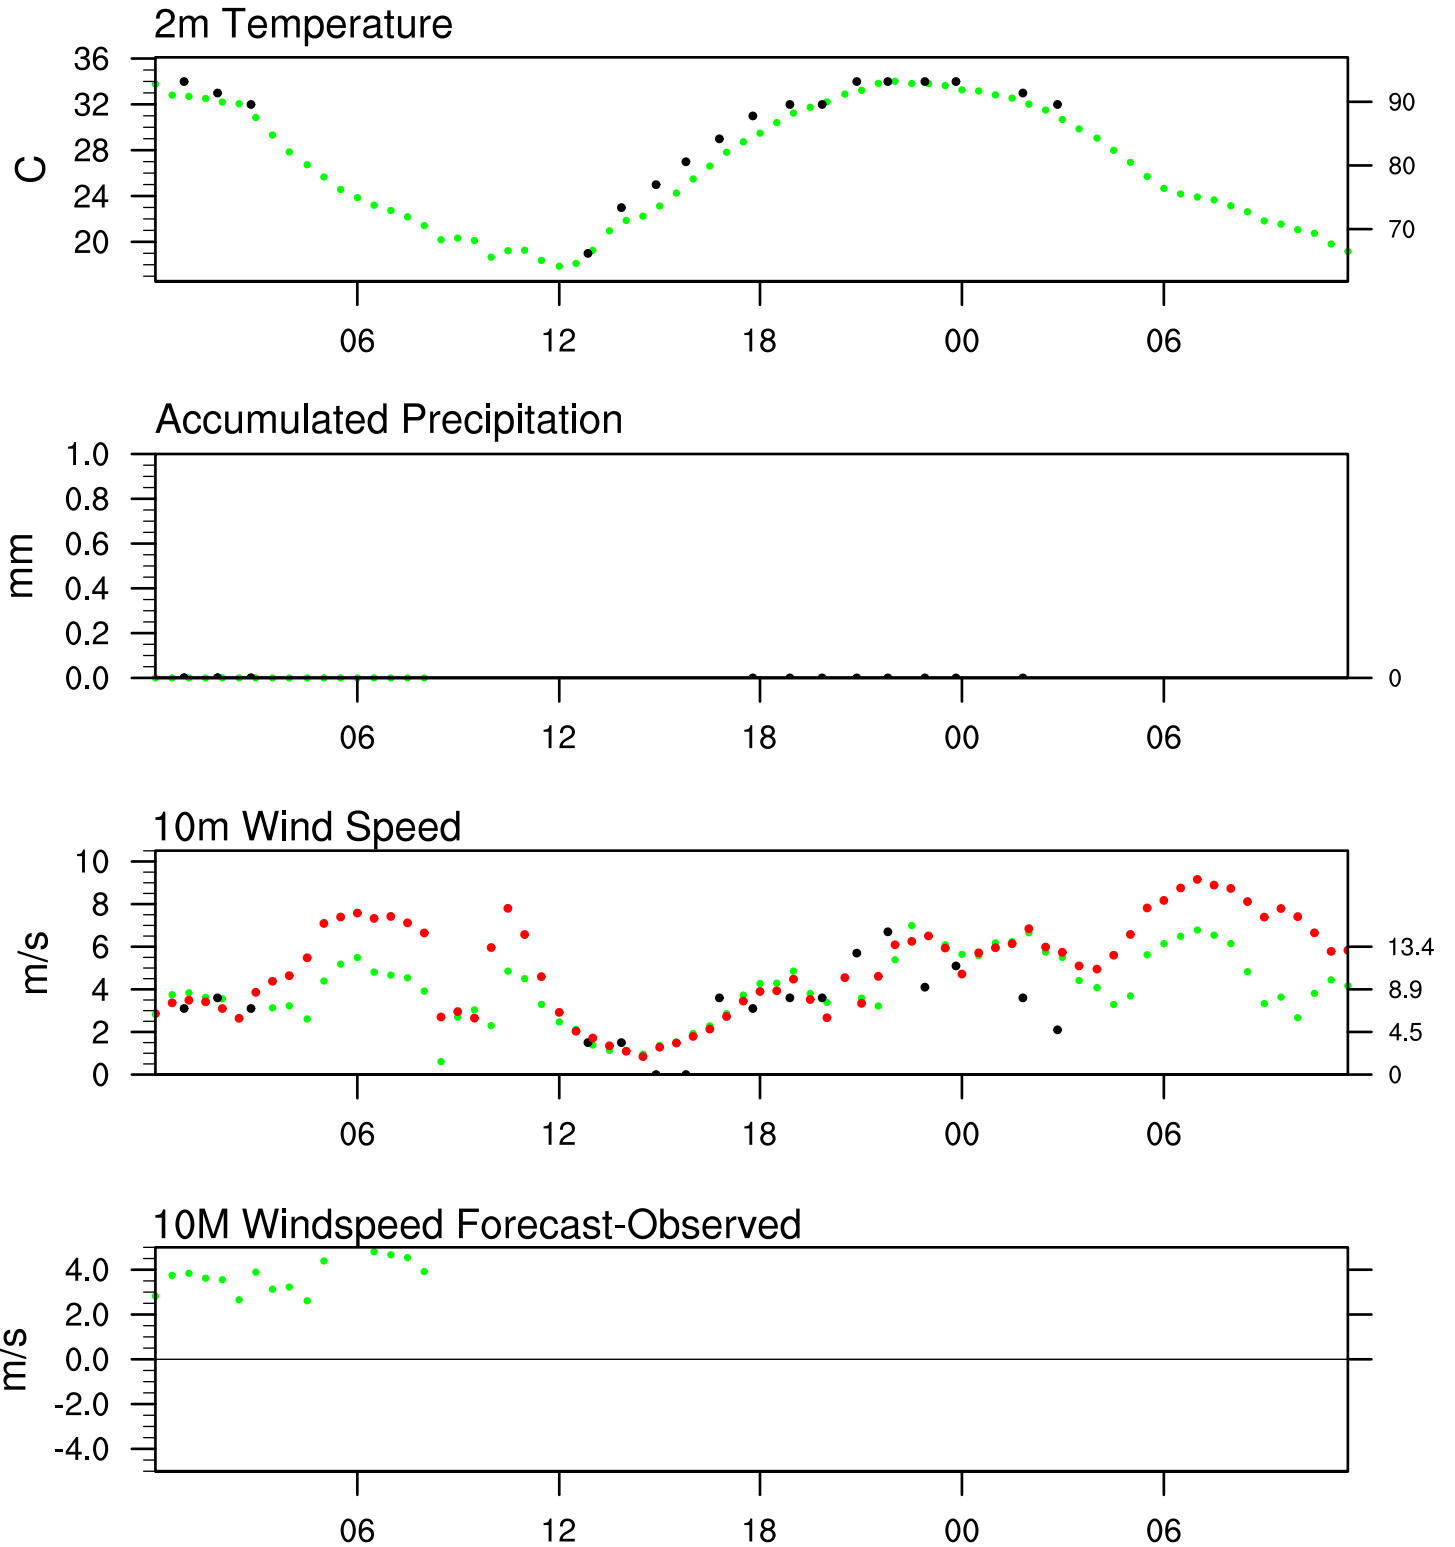 2m Temperature
36
32
28
24
20
C
90
80
70
06 12 18 00 06
Accumulated Precipitation
1.0
0.8
0.6
0.4
0.2
0.0
mm
0
06 12 18 00 06
10m Wind Speed
10
8
6
4
2
0
m/s
13.4
8.9
4.5
0
06 12 18 00 06
10M Windspeed Forecast-Observed
4.0
2.0
0.0
-2.0
-4.0
m/s
06 12 18 00 06